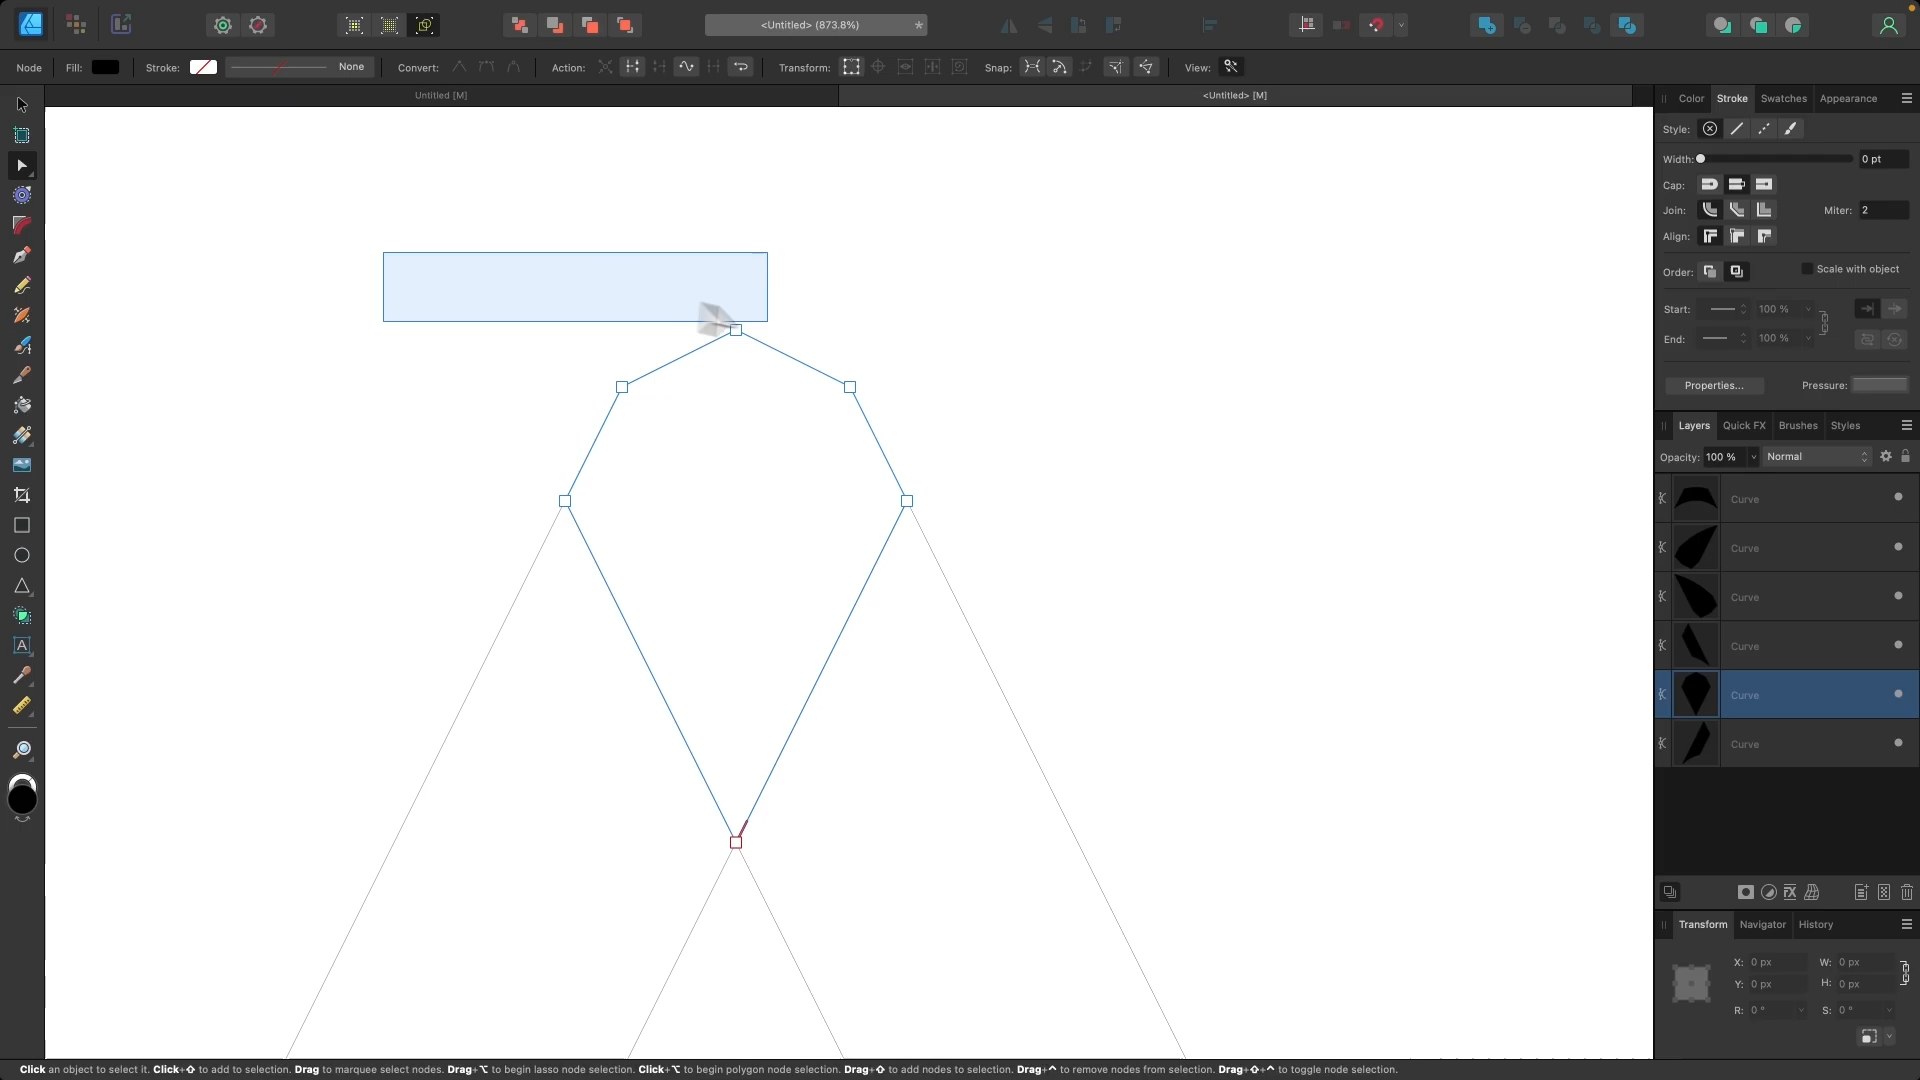 <Untitled> (873.8%)
*
Node
Fill:
Stroke:
None
Convert:
Action:
Transform:
Snap:
View:
Untitled [M]
<Untitled> [M]
Color
Stroke
Swatches
Appearance
Style:
Width:
0 pt
Cap:
Join:
Miter:
2
Align:
Order:
Scale with object
Start:
100 %
End:
100 %
Properties...
Pressure:
Layers
Quick FX
Brushes
Styles
Opacity:
100 %
Normal
Curve
Curve
Curve
Curve
Curve
Curve
Transform
Navigator
History
X: 0 px
W: 0 px
Y: 0 px
H: 0 px
R: 0 °
S: 0 °
A
Click an object to select it. Click+⇧ to add to selection. Drag to marquee select nodes. Drag+⌥ to begin lasso node selection. Click+⌥ to begin polygon node selection. Drag+⇧ to add nodes to selection. Drag+^ to remove nodes from selection. Drag+⇧+^ to toggle node selection.